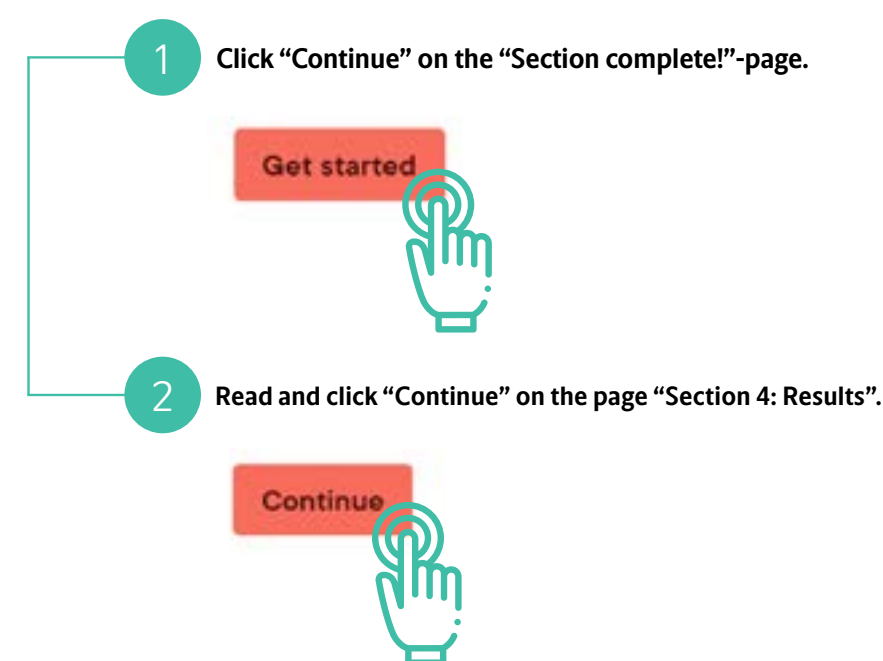 1
Click “Continue” on the “Section complete!”-page.
Get started
2
Read and click “Continue” on the page “Section 4: Results”.
Continue